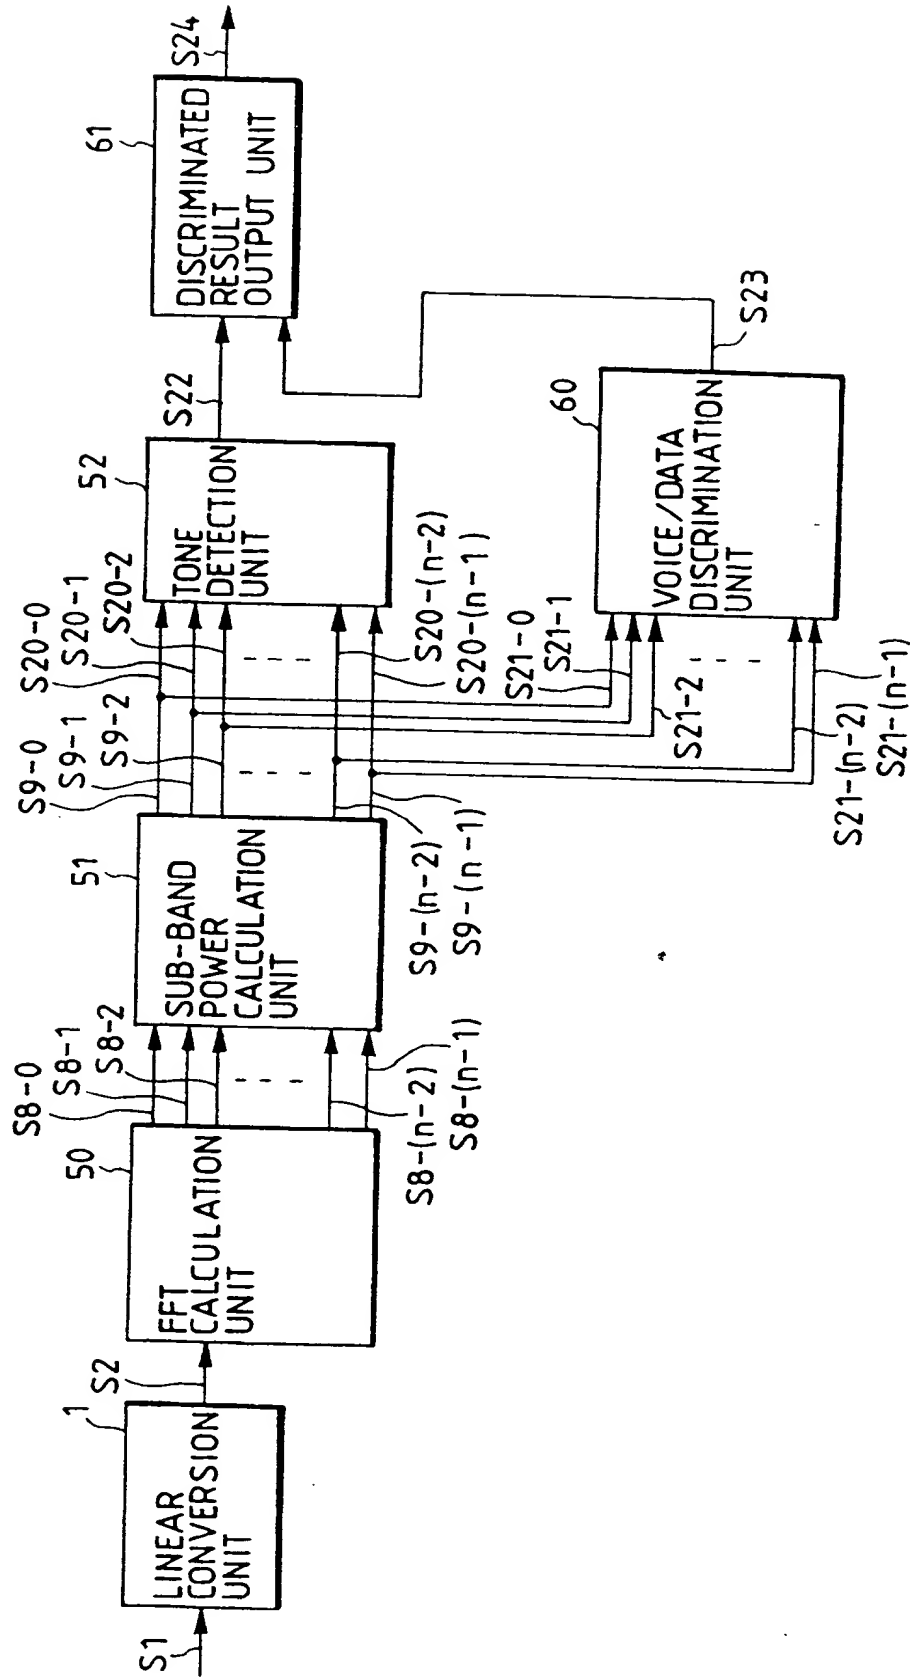 S1
1
LINEAR
CONVERSION
UNIT
S2
50
FFT
CALCULATION
UNIT
S8-0
S8-1
S8-2
S8-(n-2)
S8-(n-1)
51
SUB-BAND
POWER
CALCULATION
UNIT
S9-0
S9-1
S9-2
S9-(n-2)
S9-(n-1)
S20-0
S20-1
S20-2
S20-(n-2)
S20-(n-1)
52
TONE
DETECTION
UNIT
S22
61
DISCRIMINATED
RESULT
OUTPUT UNIT
S24
S21-0
S21-1
S21-2
S21-(n-2)
S21-(n-1)
60
VOICE/DATA
DISCRIMINATION
UNIT
S23